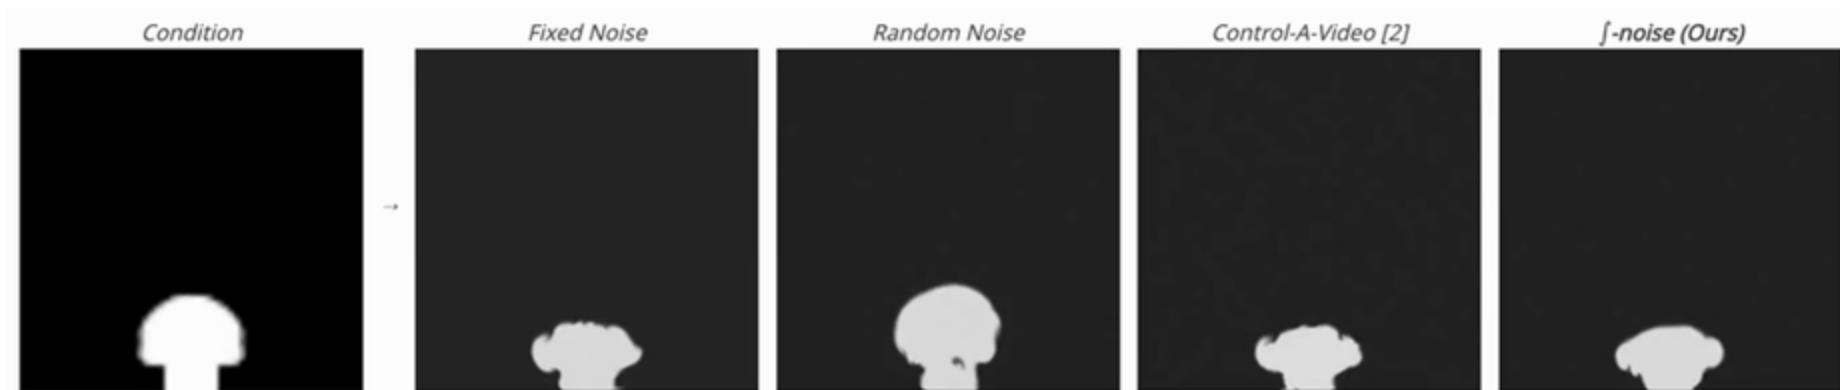 Condition
Fixed Noise
Random Noise
Control-A-Video [2]
∫-noise (Ours)
→